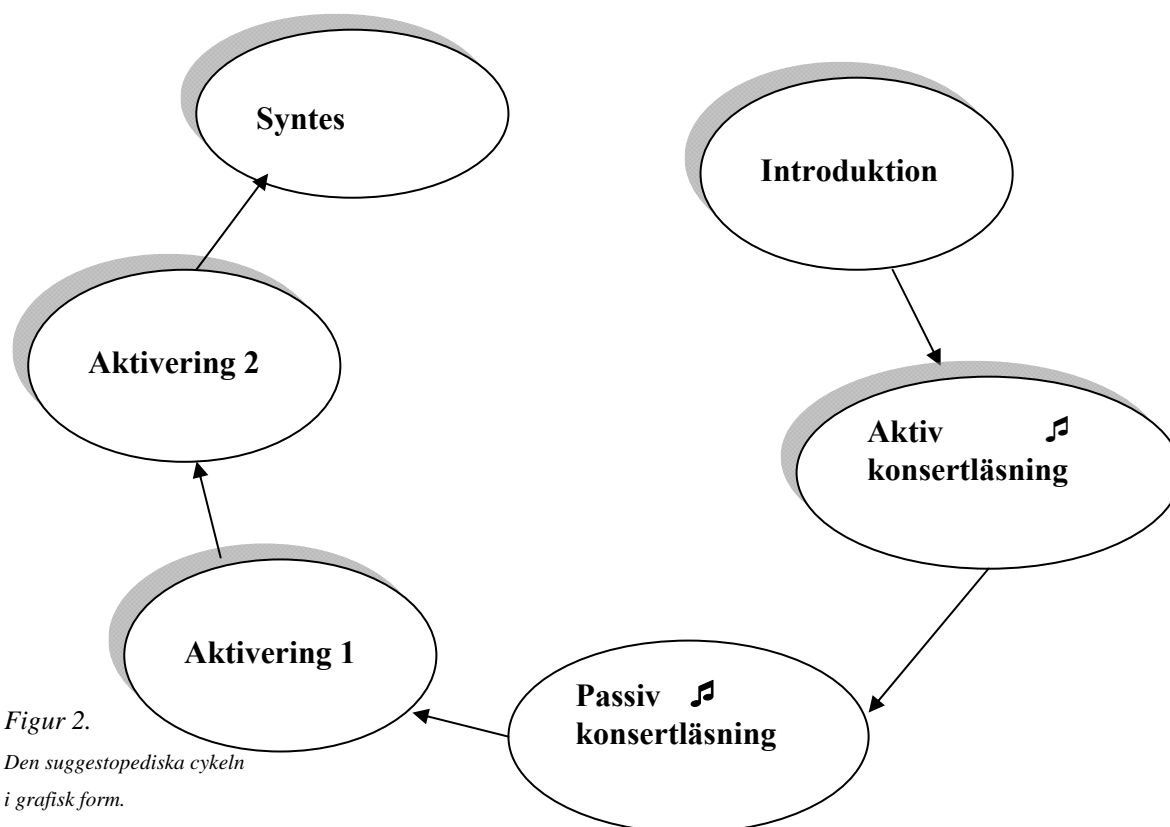 Syntes
Introduktion
Aktivering 2
Aktiv ♫
konsertläsning
Aktivering 1
Passiv ♫
konsertläsning
Figur 2.
Den suggestopediska cykeln
i grafisk form.